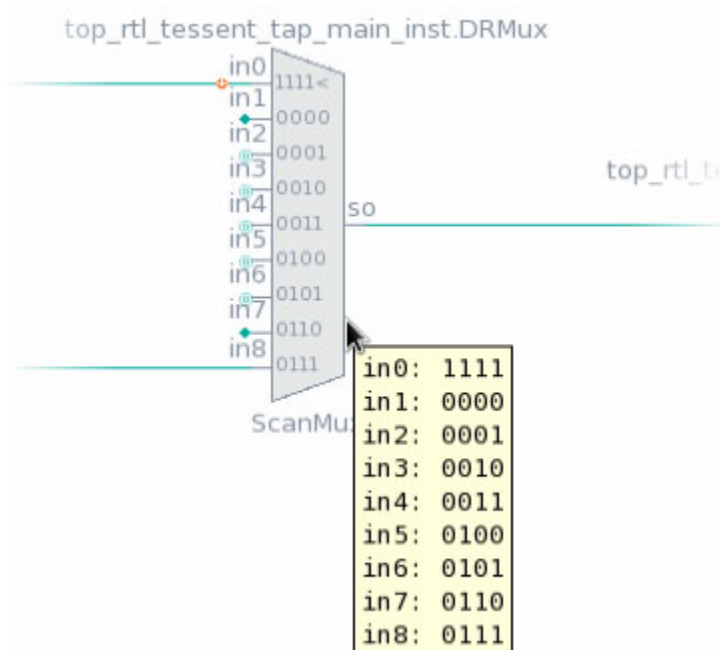 top_rtl_tessent_tap_main_inst.DRMux
in0
1111<
in1
0000
in2
0001
in3
0010
in4
0011
in5
0100
in6
0101
in7
0110
in8
0111
so
top_rtl_t
ScanMu
in0: 1111
in1: 0000
in2: 0001
in3: 0010
in4: 0011
in5: 0100
in6: 0101
in7: 0110
in8: 0111